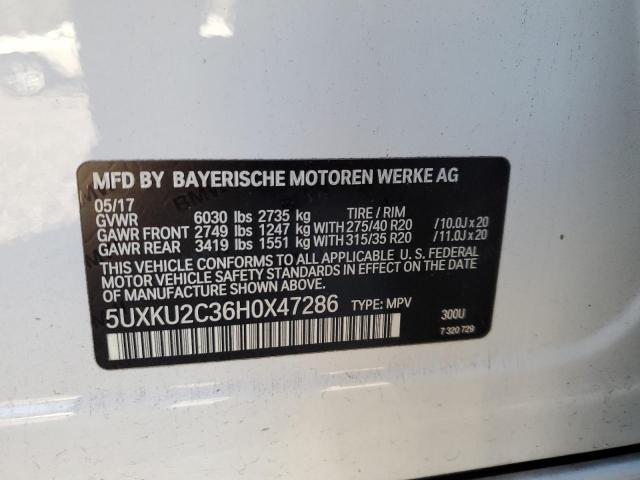 MFD BY BAYERISCHE MOTOREN WERKE AG
05/17
GVWR 6030 lbs 2735 kg TIRE / RIM
GAWR FRONT 2749 lbs 1247 kg WITH 275/40 R20 /10.0J x 20
GAWR REAR 3419 lbs 1551 kg WITH 315/35 R20 /11.0J x 20
THIS VEHICLE CONFORMS TO ALL APPLICABLE U.S. FEDERAL
MOTOR VEHICLE SAFETY STANDARDS IN EFFECT ON THE DATE OF
MANUFACTURE SHOWN ABOVE.
5UXKU2C36H0X47286 TYPE: MPV 300U
7 320 729